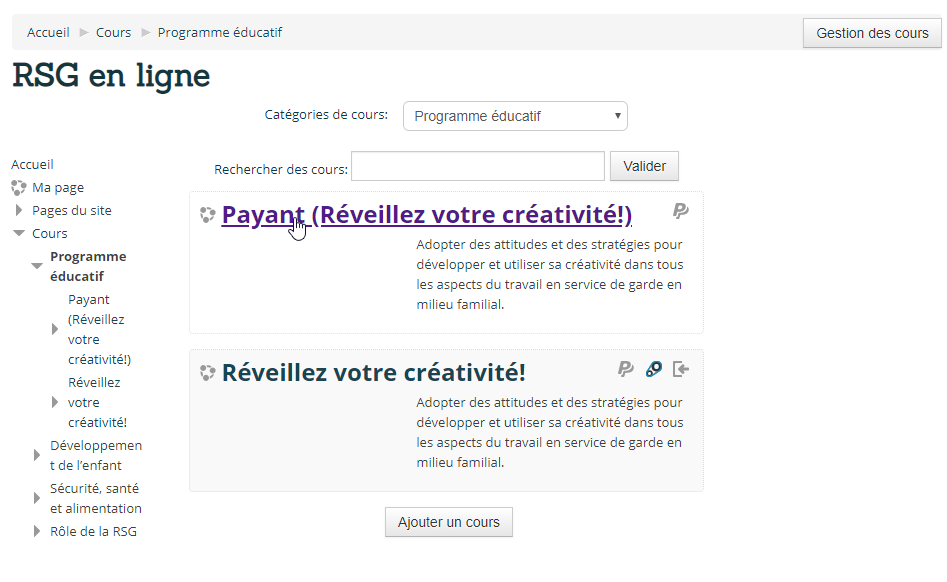 Accueil ▶ Cours ▶ Programme éducatif
Gestion des cours
RSG en ligne
Catégories de cours: Programme éducatif
Rechercher des cours: Valider
Accueil
Ma page
Pages du site
Cours
Programme
éducatif
Payant
(Réveillez
votre
créativité!)
Réveillez
votre
créativité!
Développemen
t de l'enfant
Sécurité, santé
et alimentation
Rôle de la RSG
Payant (Réveillez votre créativité!)
Adopter des attitudes et des stratégies pour
développer et utiliser sa créativité dans tous
les aspects du travail en service de garde en
milieu familial.
Réveillez votre créativité!
Adopter des attitudes et des stratégies pour
développer et utiliser sa créativité dans tous
les aspects du travail en service de garde en
milieu familial.
Ajouter un cours